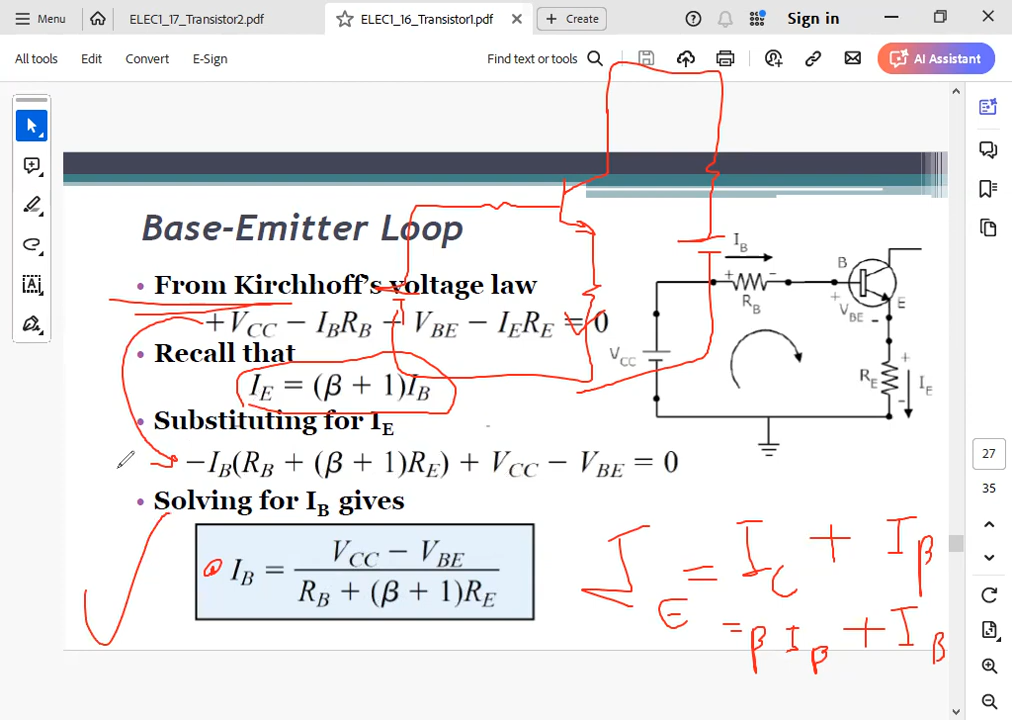 Menu
ELEC1_17_Transistor2.pdf
ELEC1_16_Transistor1.pdf
Create
Sign in
All tools
Edit
Convert
E-Sign
Find text or tools
AI Assistant
Base-Emitter Loop
• From Kirchhoff's voltage law
+V_CC − I_B R_B − V_BE − I_E R_E = 0
• Recall that
I_E = (β + 1)I_B
• Substituting for I_E
−I_B(R_B + (β + 1)R_E) + V_CC − V_BE = 0
• Solving for I_B gives
I_B = (V_CC − V_BE) / (R_B + (β + 1)R_E)
I_B
+ −
R_B
B
E
+
V_BE −
V_CC
R_E
+
−
I_E
I_E = I_C + I_B
= β I_B + I_B
27
35